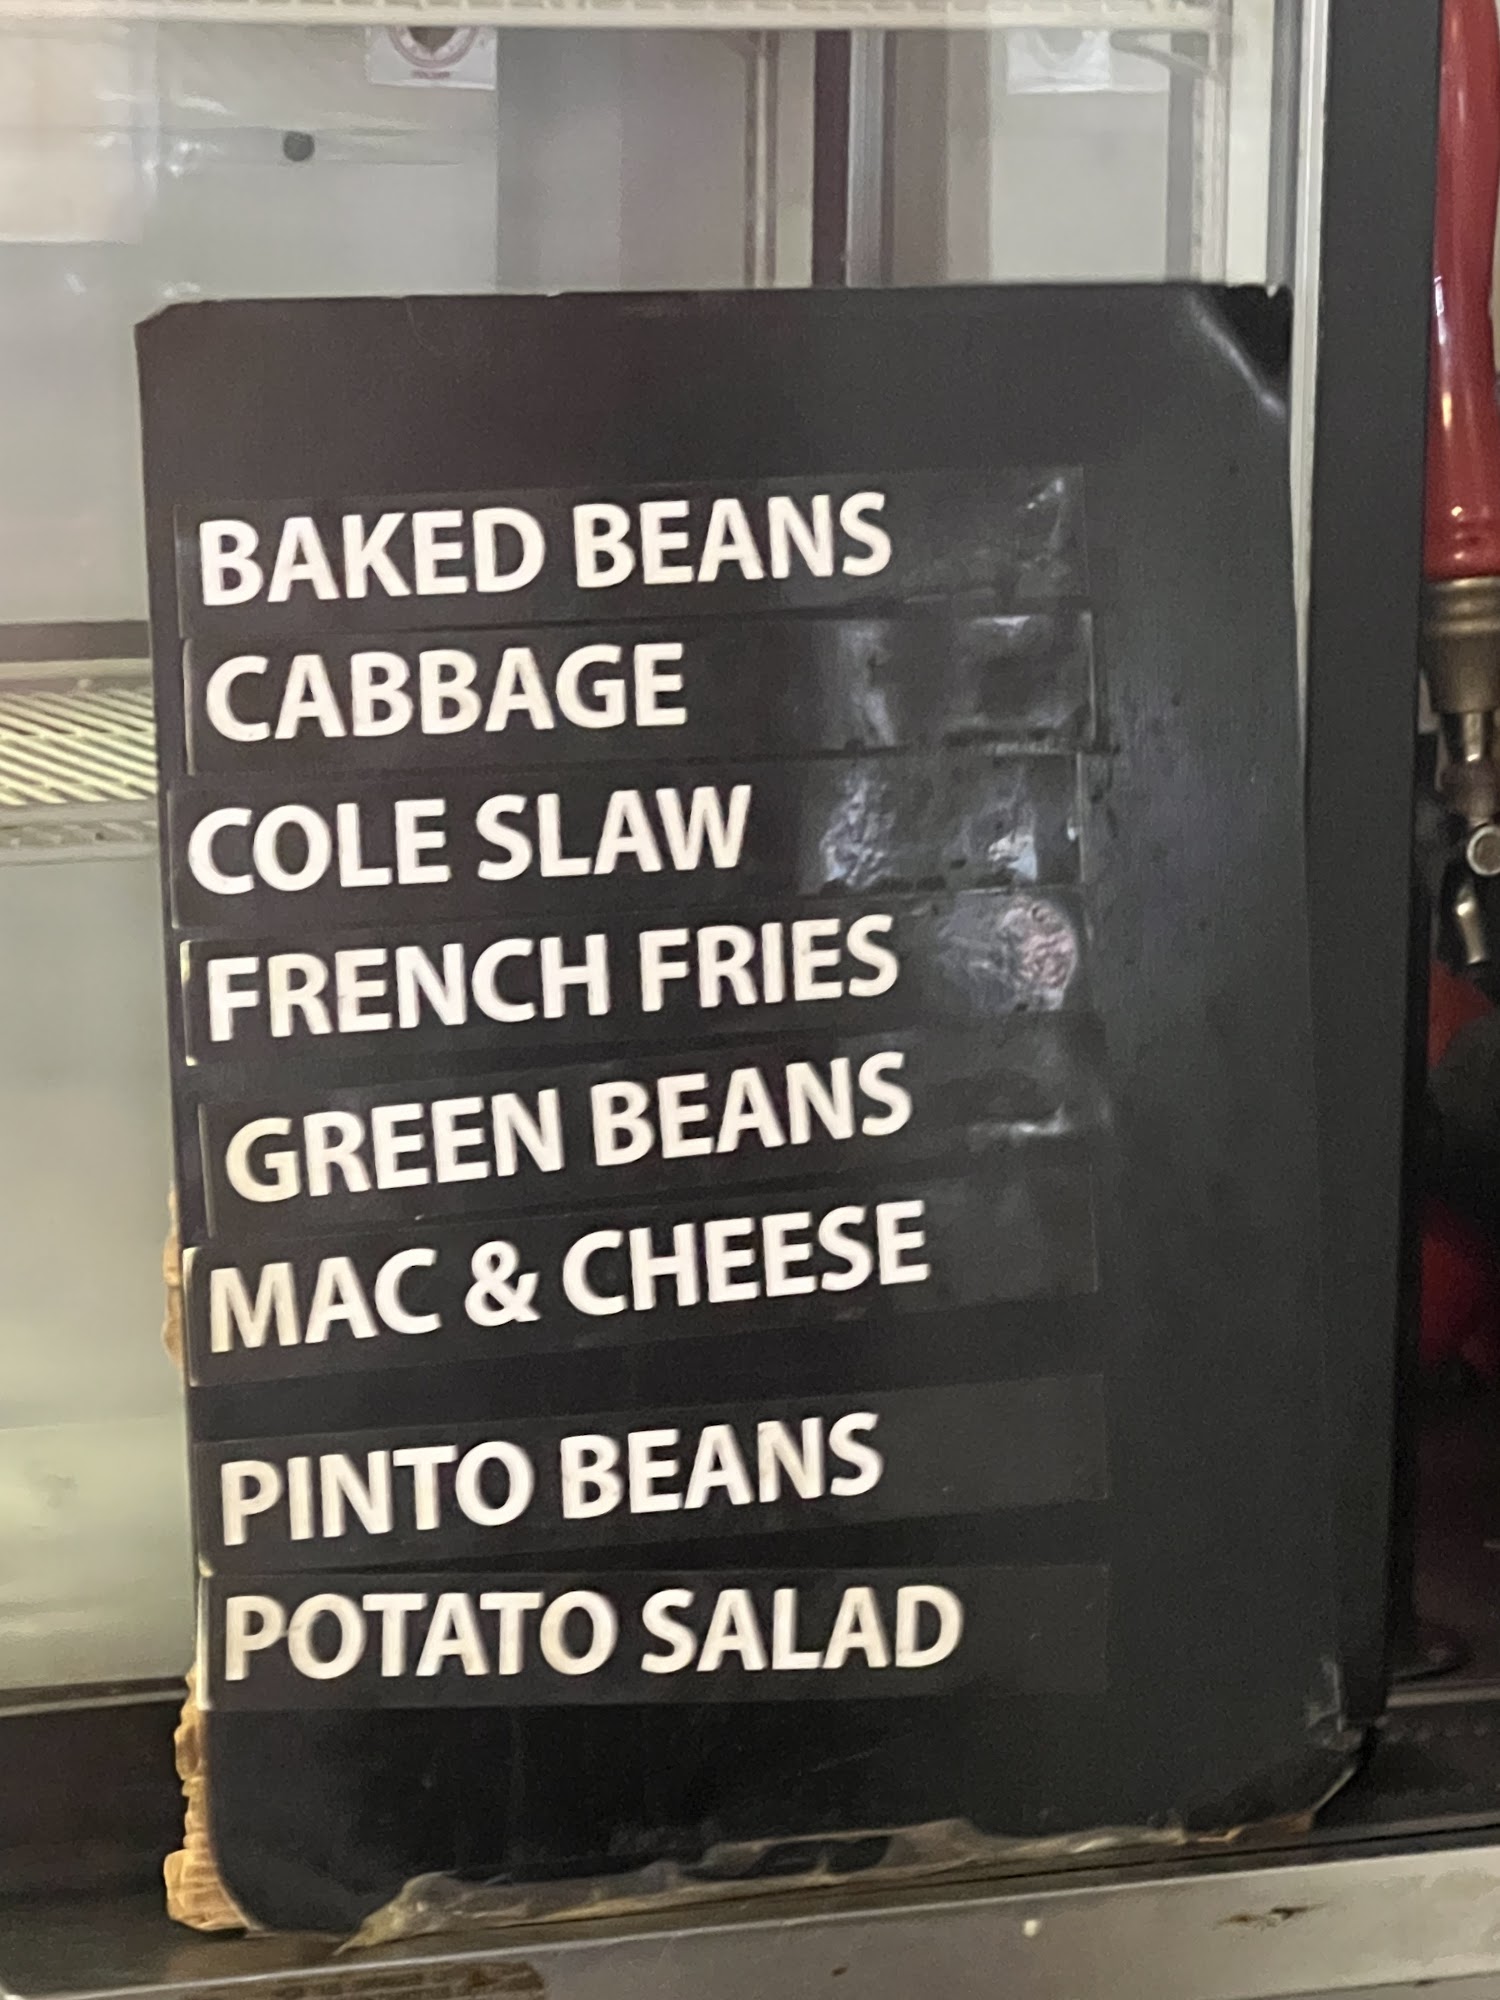 BAKED BEANS
CABBAGE
COLE SLAW
FRENCH FRIES
GREEN BEANS
MAC & CHEESE
PINTO BEANS
POTATO SALAD